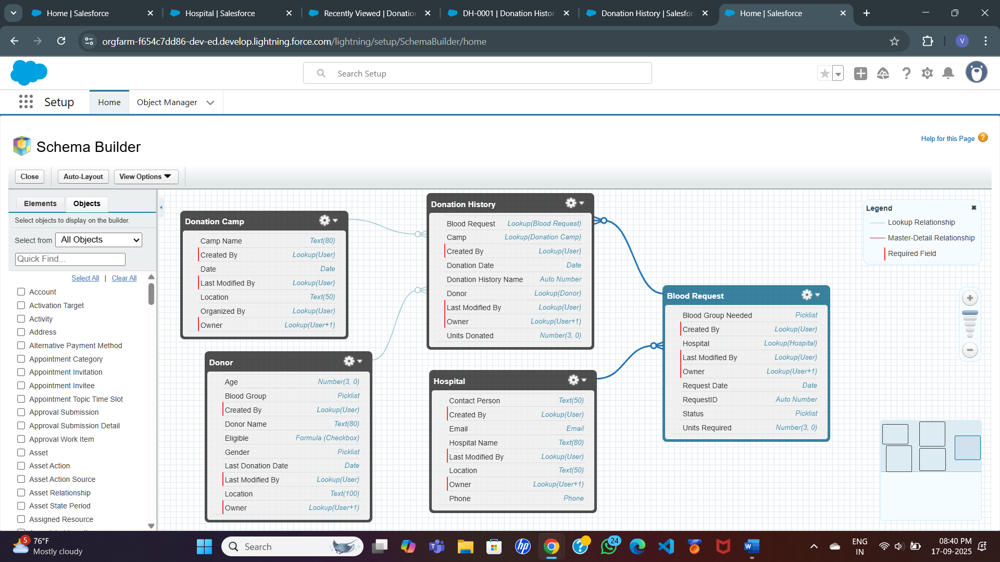 Home | Salesforce
Hospital | Salesforce
Recently Viewed | Donation
DH-0001 | Donation Histor
Donation History | Salesfor
Home | Salesforce
orgfarm-f654c7dd86-dev-ed.develop.lightning.force.com/lightning/setup/SchemaBuilder/home
V
Search Setup
Setup
Home
Object Manager
Schema Builder
Help for this Page
Close
Auto-Layout
View Options
Elements
Objects
Select objects to display on the builder.
Select from All Objects
Quick Find...
Select All | Clear All
Account
Activation Target
Activity
Address
Alternative Payment Method
Appointment Category
Appointment Invitation
Appointment Invitee
Appointment Topic Time Slot
Approval Submission
Approval Submission Detail
Approval Work Item
Asset
Asset Action
Asset Action Source
Asset Relationship
Asset State Period
Assigned Resource
Donation Camp
Camp Name Text(80)
Created By Lookup(User)
Date Date
Last Modified By Lookup(User)
Location Text(50)
Organized By Lookup(User)
Owner Lookup(User+1)
Donor
Age Number(3, 0)
Blood Group Picklist
Created By Lookup(User)
Donor Name Text(80)
Eligible Formula (Checkbox)
Gender Picklist
Last Donation Date Date
Last Modified By Lookup(User)
Location Text(100)
Owner Lookup(User+1)
Donation History
Blood Request Lookup(Blood Request)
Camp Lookup(Donation Camp)
Created By Lookup(User)
Donation Date Date
Donation History Name Auto Number
Donor Lookup(Donor)
Last Modified By Lookup(User)
Owner Lookup(User+1)
Units Donated Number(3, 0)
Hospital
Contact Person Text(50)
Created By Lookup(User)
Email Email
Hospital Name Text(80)
Last Modified By Lookup(User)
Location Text(50)
Owner Lookup(User+1)
Phone Phone
Blood Request
Blood Group Needed Picklist
Created By Lookup(User)
Hospital Lookup(Hospital)
Last Modified By Lookup(User)
Owner Lookup(User+1)
Request Date Date
RequestID Auto Number
Status Picklist
Units Required Number(3, 0)
Legend
Lookup Relationship
Master-Detail Relationship
Required Field
5
76°F
Mostly cloudy
Search
24
ENG
IN
08:40 PM
17-09-2025